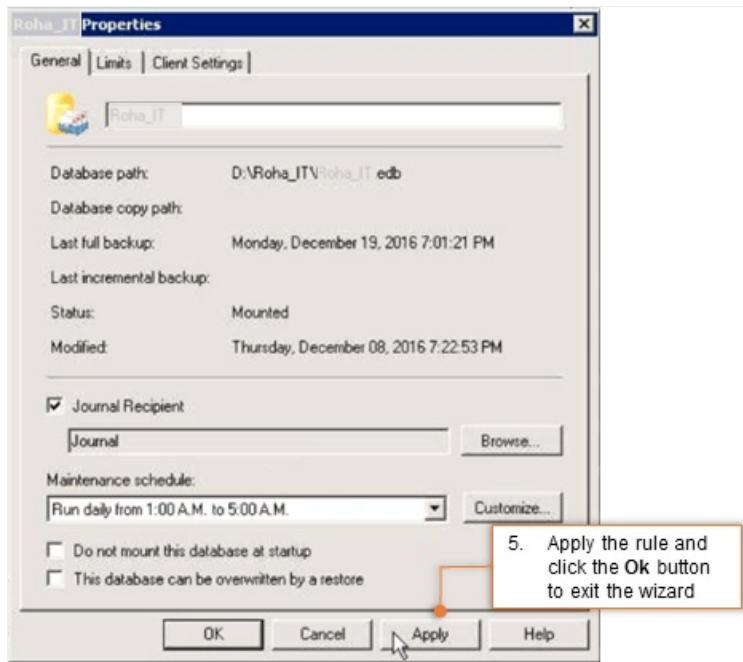 Roha_IT Properties
General Limits Client Settings
Roha_IT
Database path: D:\Roha_IT\Roha_IT.edb
Database copy path:
Last full backup: Monday, December 19, 2016 7:01:21 PM
Last incremental backup:
Status: Mounted
Modified: Thursday, December 08, 2016 7:22:53 PM
Journal Recipient
Journal Browse...
Maintenance schedule:
Run daily from 1:00 A.M. to 5:00 A.M. Customize...
Do not mount this database at startup
This database can be overwritten by a restore
5. Apply the rule and
click the Ok button
to exit the wizard
OK Cancel Apply Help